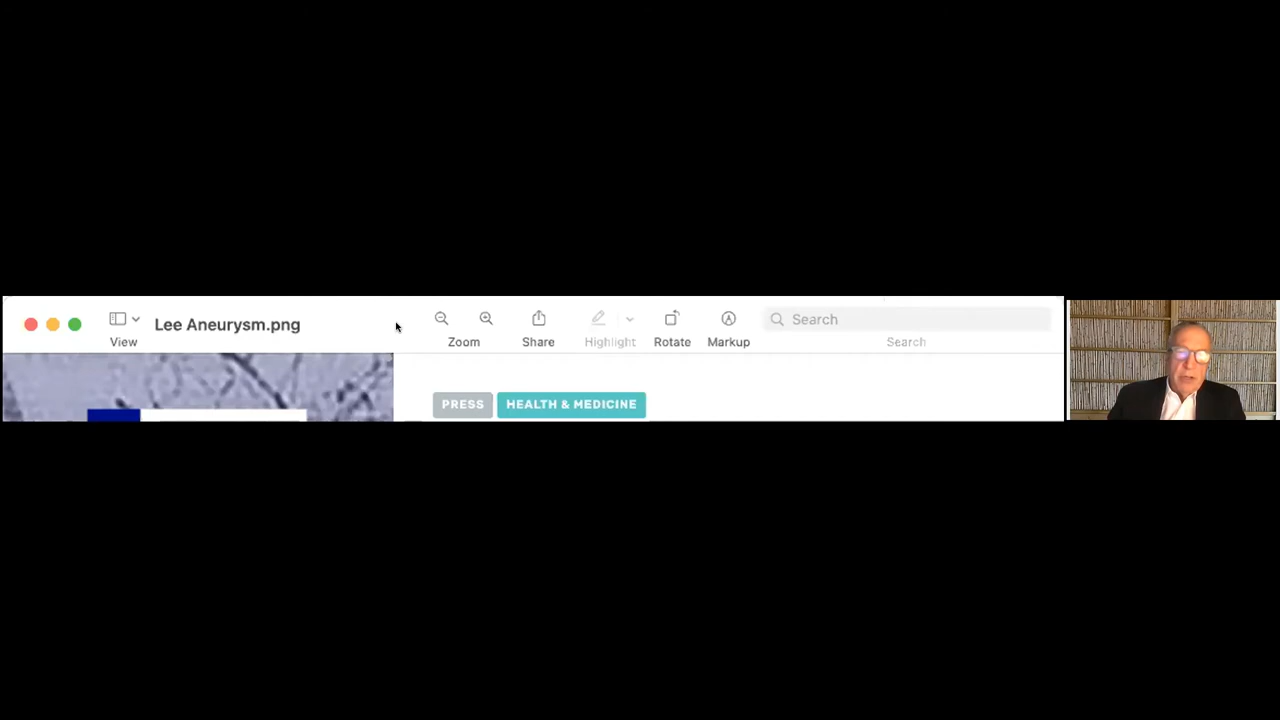 Lee Aneurysm.png
View
Zoom
Share
Highlight
Rotate
Markup
Search
Search
PRESS
HEALTH & MEDICINE